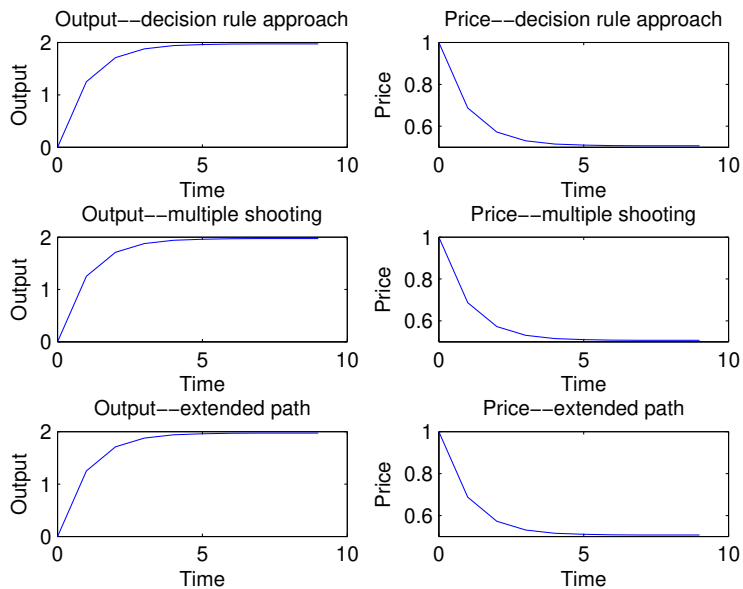 Output−−decision rule approach
2
1
0
Output
0
5
10
Time
Price−−decision rule approach
1
0.8
0.6
Price
0
5
10
Time
Output−−multiple shooting
2
1
0
Output
0
5
10
Time
Price−−multiple shooting
1
0.8
0.6
Price
0
5
10
Time
Output−−extended path
2
1
0
Output
0
5
10
Time
Price−−extended path
1
0.8
0.6
Price
0
5
10
Time